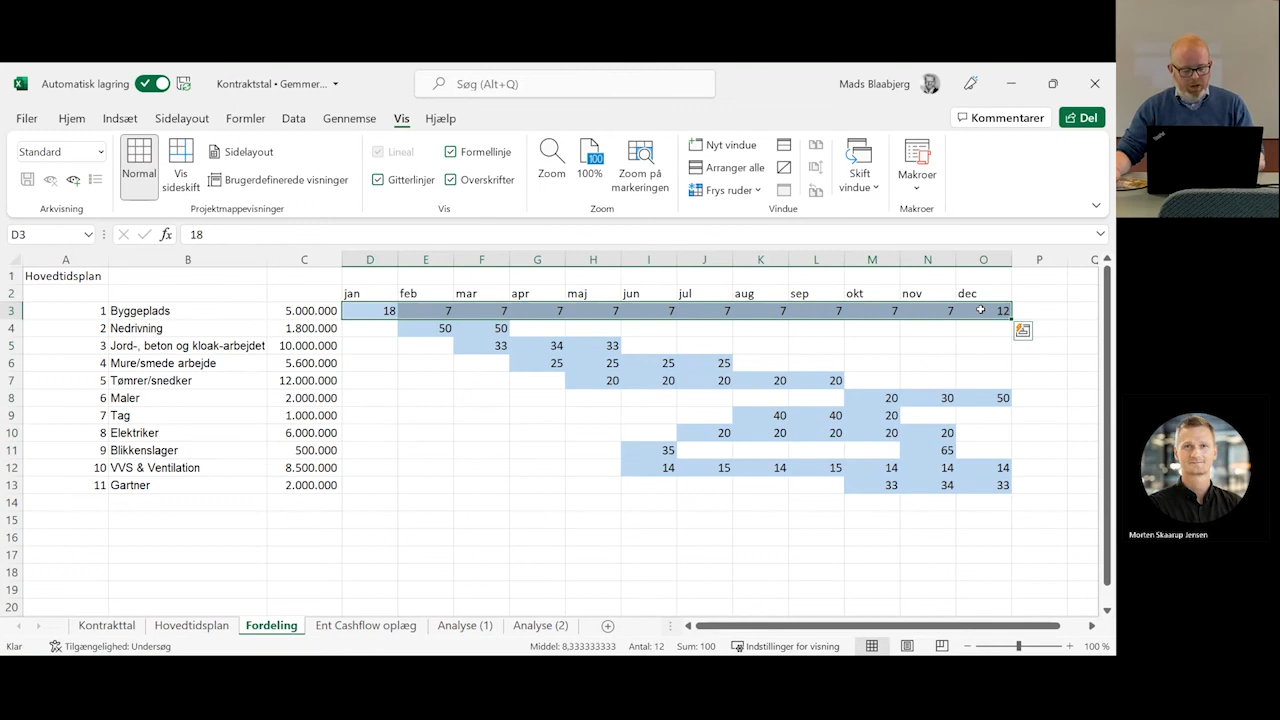 Automatisk lagring
Kontraktstal • Gemmer...
Søg (Alt+Q)
Mads Blaabjerg
Filer Hjem Indsæt Sidelayout Formler Data Gennemse Vis Hjælp
Kommentarer
Del
Standard
Arkvisning
Normal
Vis sideskift
Sidelayout
Brugerdefinerede visninger
Projektmappevisninger
Lineal
Formellinje
Gitterlinjer
Overskrifter
Vis
Zoom
100
100%
Zoom på markeringen
Zoom
Nyt vindue
Arranger alle
Frys ruder
Skift vindue
Vindue
Makroer
Makroer
D3
fx
18
A B C D E F G H I J K L M N O P
1 Hovedtidsplan
2 jan feb mar apr maj jun jul aug sep okt nov dec
3 1 Byggeplads 5.000.000 18 7 7 7 7 7 7 7 7 7 7 12
4 2 Nedrivning 1.800.000 50 50
5 3 Jord-, beton og kloak-arbejdet 10.000.000 33 34 33
6 4 Mure/smede arbejde 5.600.000 25 25 25 25
7 5 Tømrer/snedker 12.000.000 20 20 20 20 20
8 6 Maler 2.000.000 20 30 50
9 7 Tag 1.000.000 40 40 20
10 8 Elektriker 6.000.000 20 20 20 20 20
11 9 Blikkenslager 500.000 35 65
12 10 VVS & Ventilation 8.500.000 14 15 14 15 14 14 14
13 11 Gartner 2.000.000 33 34 33
14
15
16
17
18
19
20
Kontrakttal Hovedtidsplan Fordeling Ent Cashflow oplæg Analyse (1) Analyse (2)
Klar
Tilgængelighed: Undersøg
Middel: 8,333333333 Antal: 12 Sum: 100
Indstillinger for visning
100 %
Morten Skaarup Jensen